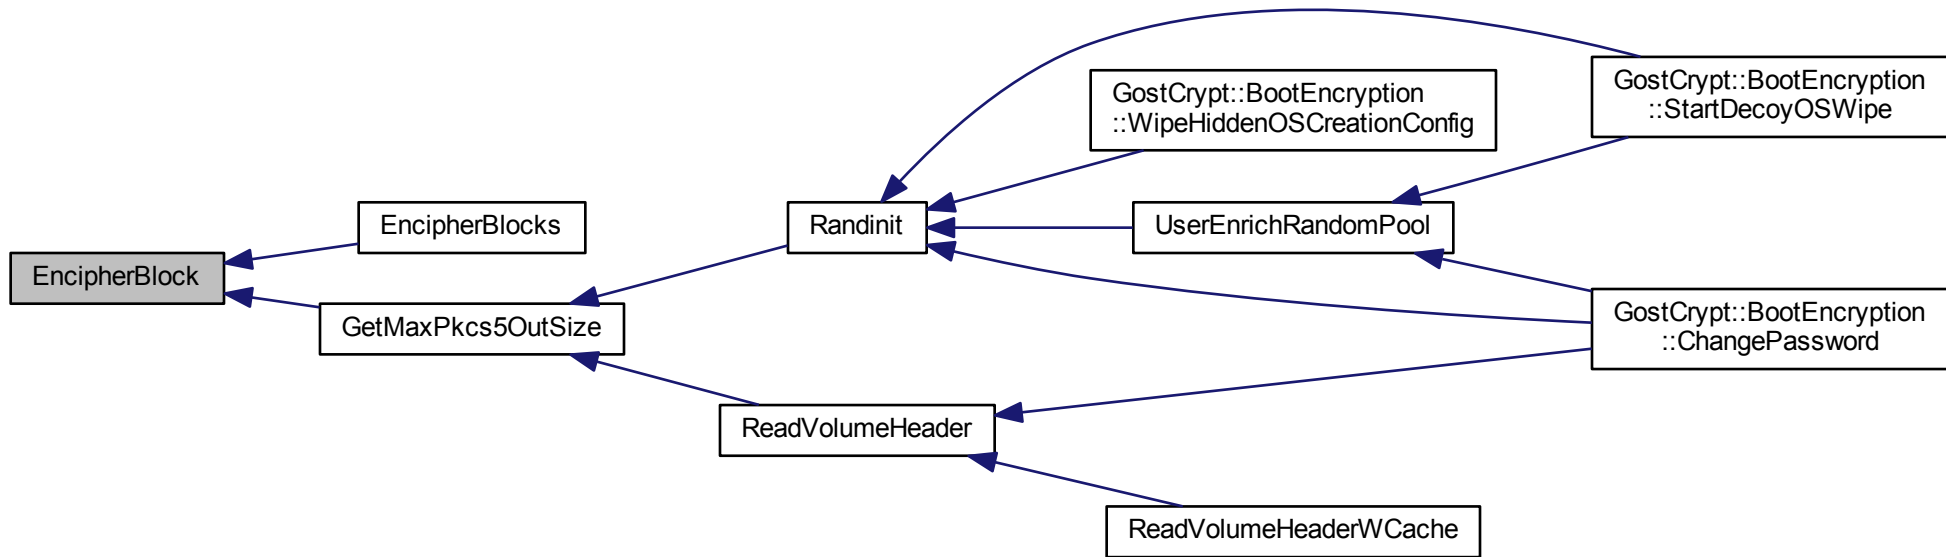 GostCrypt::BootEncryption
::StartDecoyOSWipe
GostCrypt::BootEncryption
::WipeHiddenOSCreationConfig
EncipherBlocks
Randinit
UserEnrichRandomPool
EncipherBlock
GetMaxPkcs5OutSize
GostCrypt::BootEncryption
::ChangePassword
ReadVolumeHeader
ReadVolumeHeaderWCache